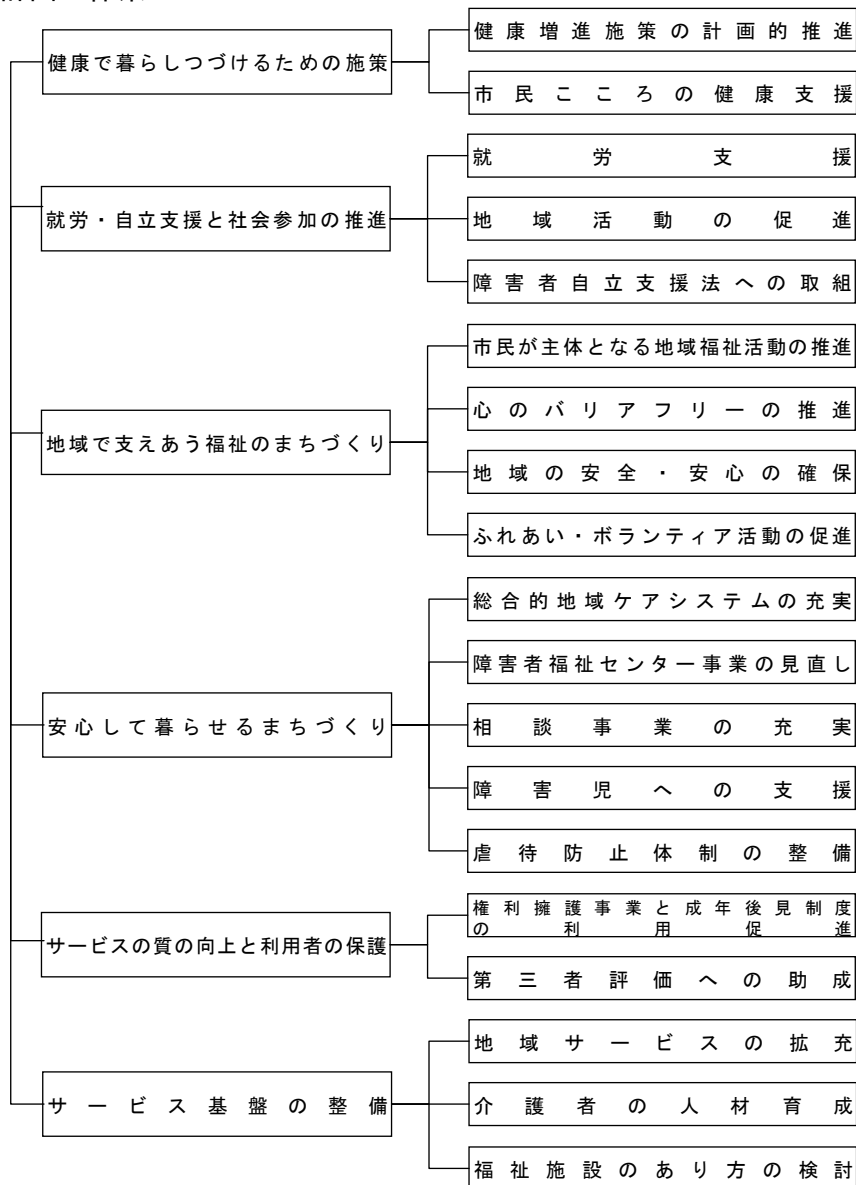 健康で暮らしつづけるための施策
健康増進施策の計画的推進
市民こころの健康支援
就労・自立支援と社会参加の推進
就労支援
地域活動の促進
障害者自立支援法への取組
地域で支えあう福祉のまちづくり
市民が主体となる地域福祉活動の推進
心のバリアフリーの推進
地域の安全・安心の確保
ふれあい・ボランティア活動の促進
安心して暮らせるまちづくり
総合的地域ケアシステムの充実
障害者福祉センター事業の見直し
相談事業の充実
障害児への支援
虐待防止体制の整備
サービスの質の向上と利用者の保護
権利擁護事業と成年後見制度
の利用促進
第三者評価への助成
サービス基盤の整備
地域サービスの拡充
介護者の人材育成
福祉施設のあり方の検討